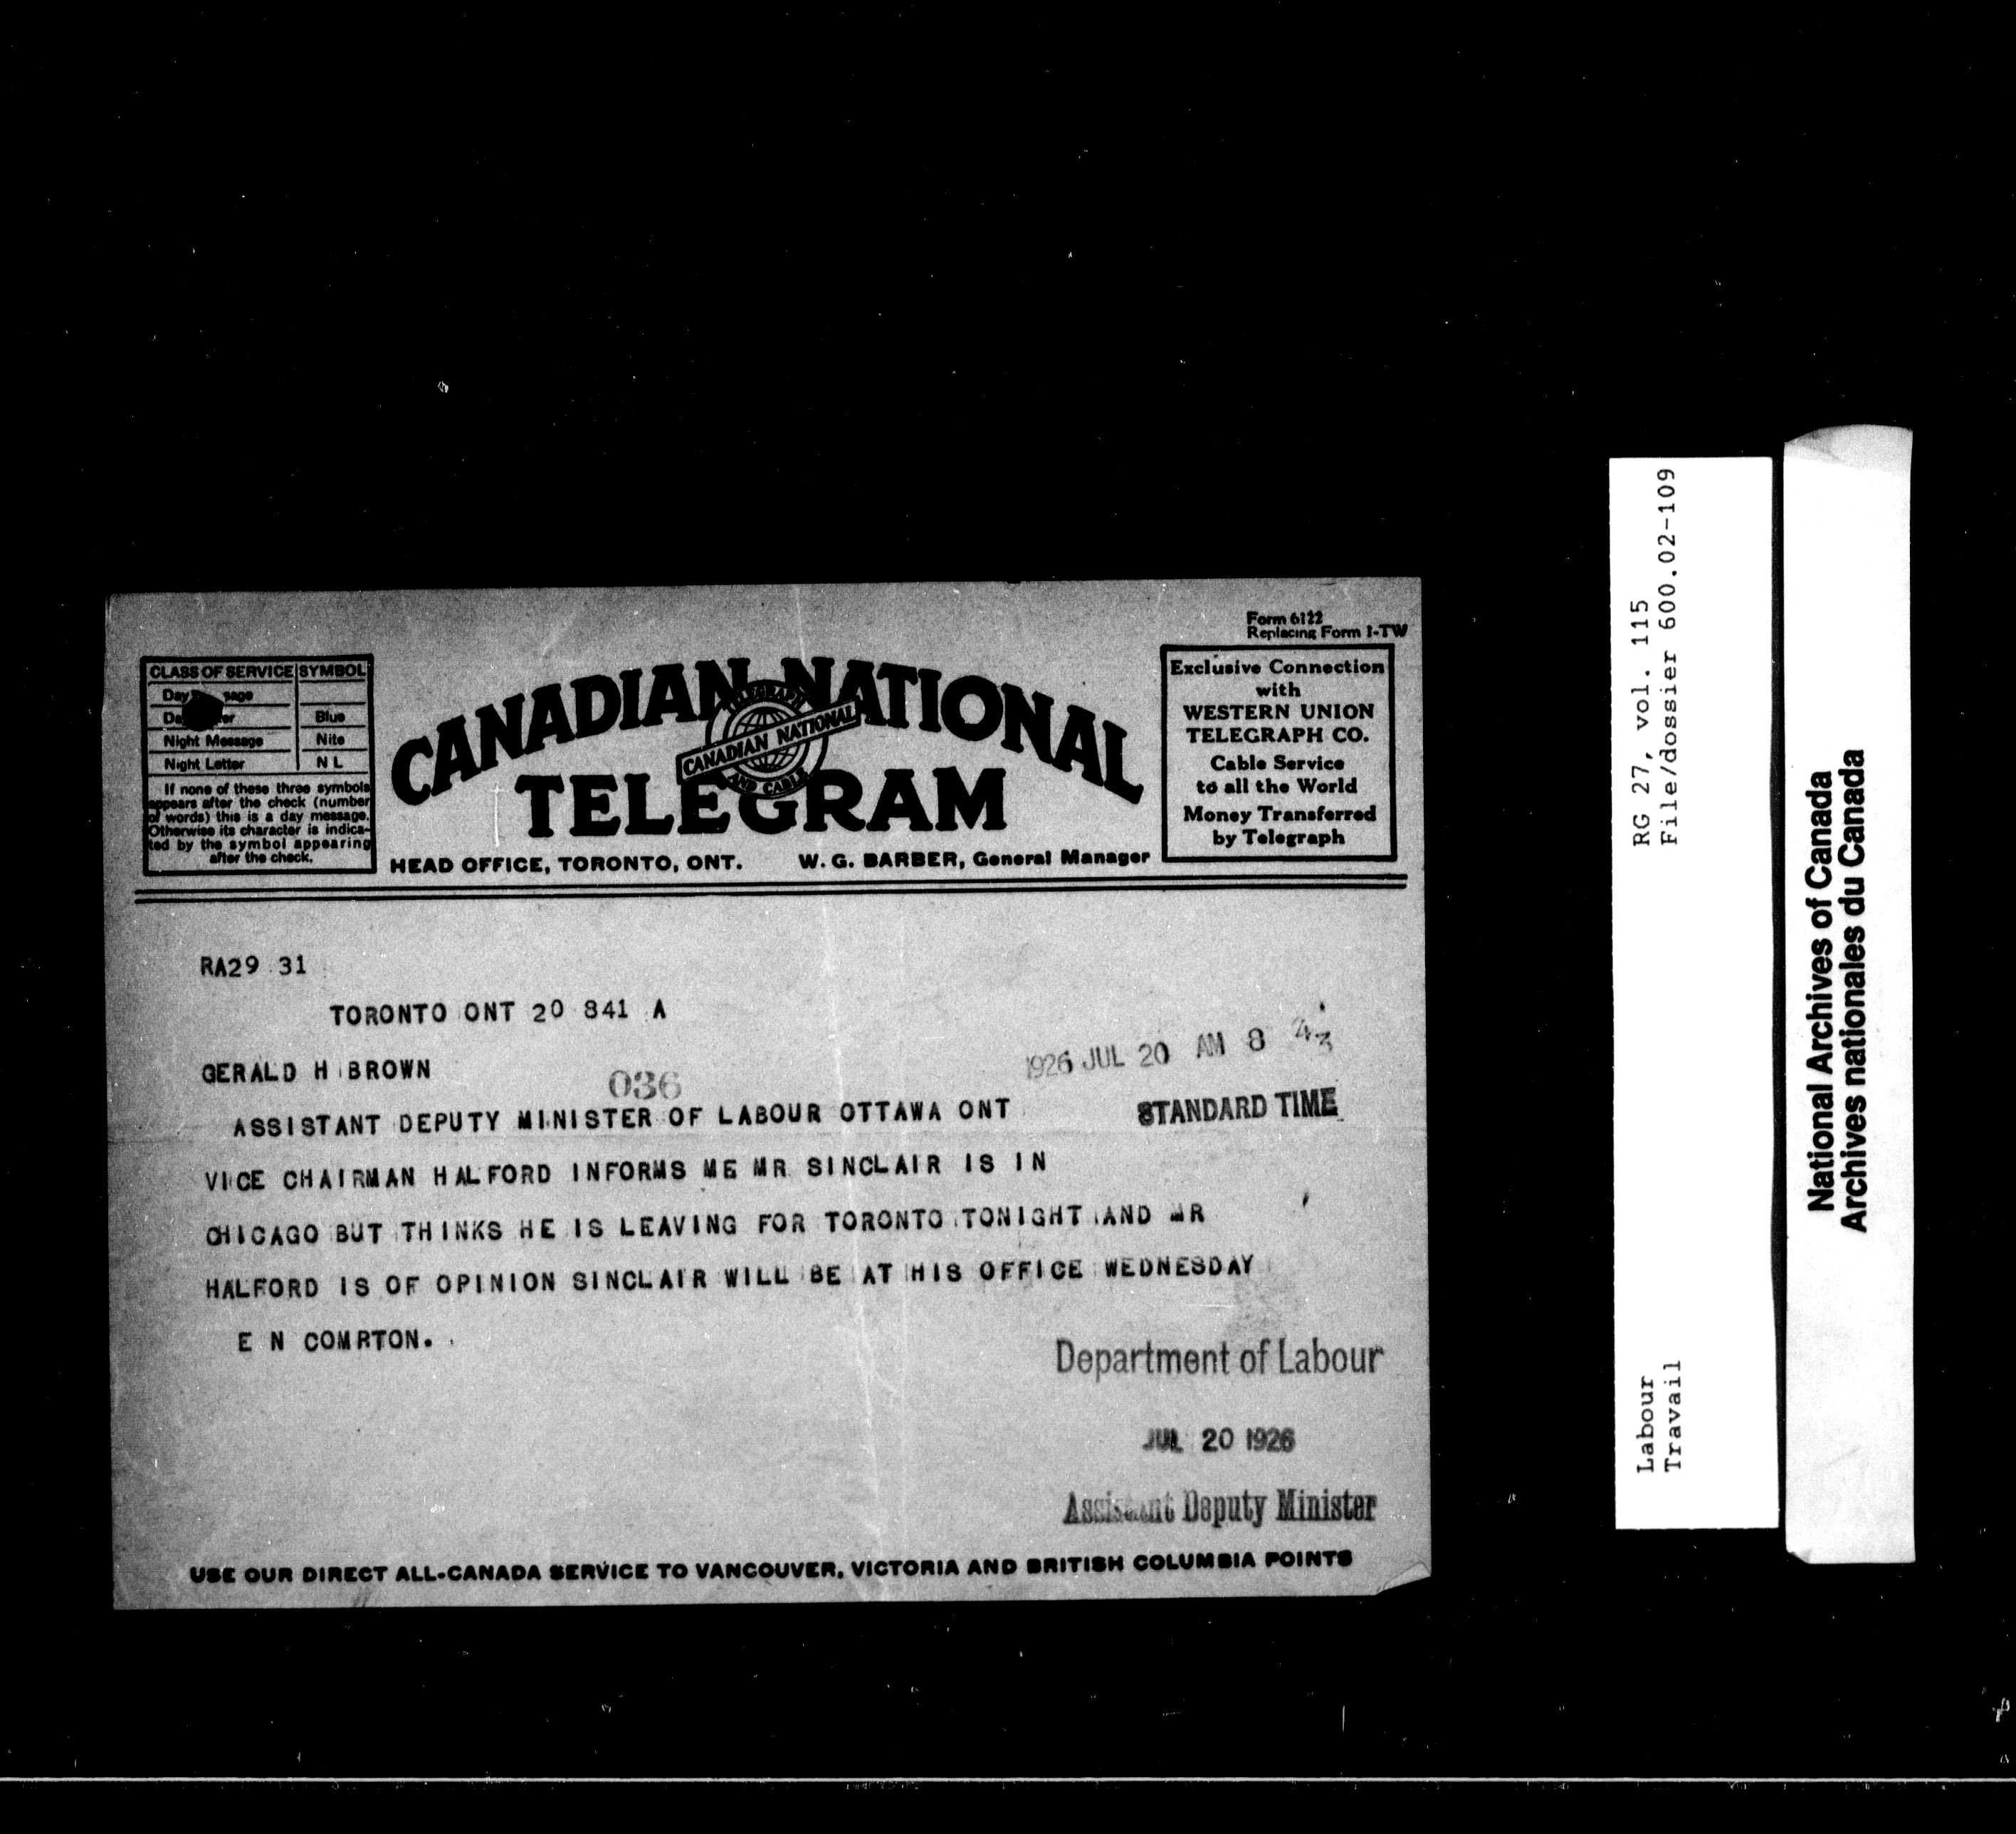 Form 6122
Replacing Form 1-TW
CLASS OF SERVICE SYMBOL
Day
Blue
Night Message Nite
Night Letter N L
If none of these three symbols
appears after the check (number
of words) this is a day message.
Otherwise its character is indica-
ted by the symbol appearing
after the check.
CANADIAN NATIONAL
TELEGRAPH
CANADIAN NATIONAL
AND CABLE
TELEGRAM
HEAD OFFICE, TORONTO, ONT. W. G. BARBER, General Manager
Exclusive Connection
with
WESTERN UNION
TELEGRAPH CO.
Cable Service
to all the World
Money Transferred
by Telegraph
RA29 31
TORONTO ONT 20 841 A
1926 JUL 20 AM 8 43
GERALD H BROWN
036
STANDARD TIME
ASSISTANT DEPUTY MINISTER OF LABOUR OTTAWA ONT
VICE CHAIRMAN HALFORD INFORMS ME MR SINCLAIR IS IN
CHICAGO BUT THINKS HE IS LEAVING FOR TORONTO TONIGHT AND MR
HALFORD IS OF OPINION SINCLAIR WILL BE AT HIS OFFICE WEDNESDAY
E N COMPTON.
Department of Labour
JUL 20 1926
Assistant Deputy Minister
USE OUR DIRECT ALL-CANADA SERVICE TO VANCOUVER, VICTORIA AND BRITISH COLUMBIA POINTS
RG 27, vol. 115
File/dossier 600.02-109
Labour
Travail
National Archives of Canada
Archives nationales du Canada